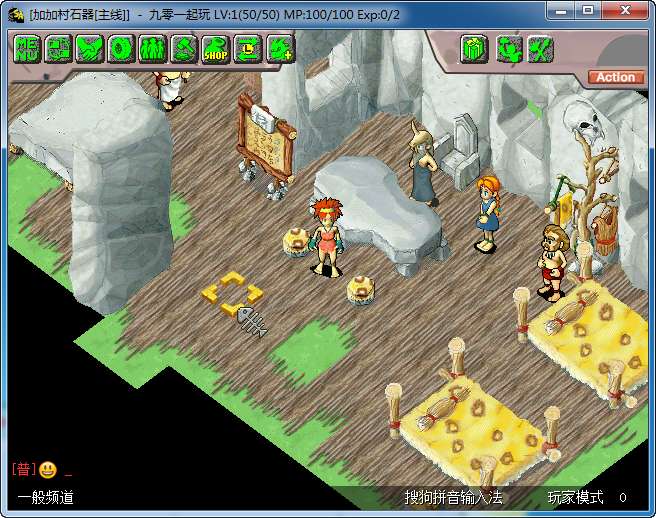 [加加村石器[主线]] - 九零一起玩 LV:1(50/50) MP:100/100 Exp:0/2
MENU SHOP L
Action
[普] _
一般频道 搜狗拼音输入法 玩家模式 0